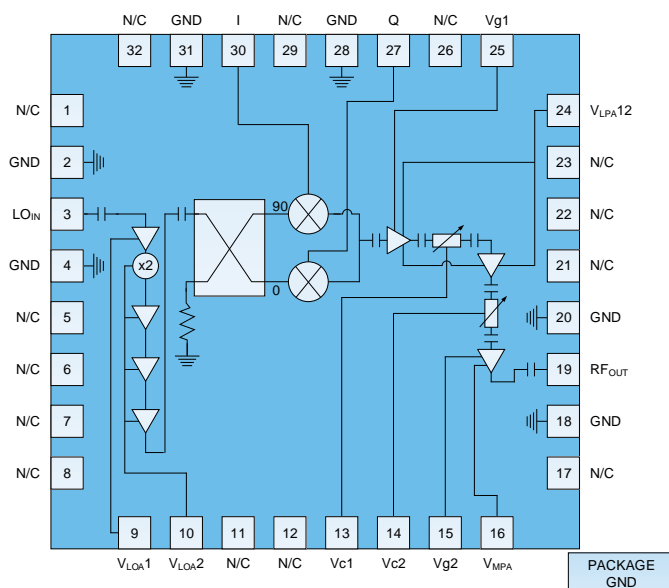 N/C GND I N/C GND Q N/C Vg1
32 31 30 29 28 27 26 25
N/C 1
GND 2
LOIN 3
GND 4
N/C 5
N/C 6
N/C 7
N/C 8
x2
90
0
24 VLPA12
23 N/C
22 N/C
21 N/C
20 GND
19 RFOUT
18 GND
17 N/C
9 10 11 12 13 14 15 16
VLOA1 VLOA2 N/C N/C Vc1 Vc2 Vg2 VMPA
PACKAGE
GND